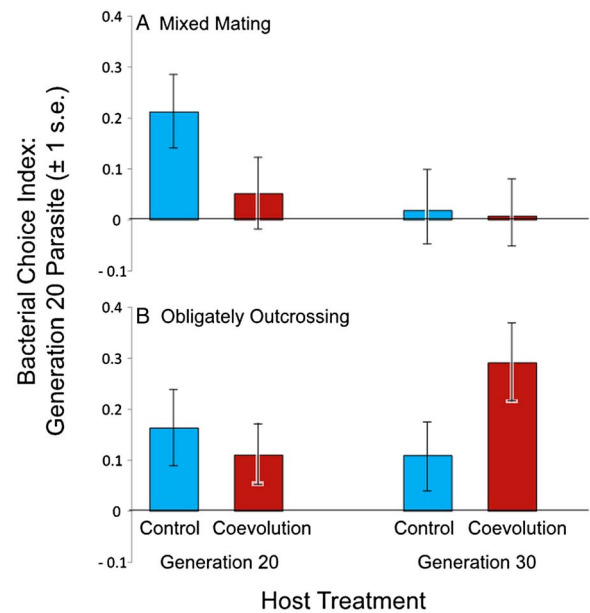 Bacterial Choice Index:
Generation 20 Parasite (± 1 s.e.)
A Mixed Mating
0.4
0.3
0.2
0.1
0
- 0.1
B Obligately Outcrossing
0.4
0.3
0.2
0.1
0
- 0.1
Control Coevolution Control Coevolution
Generation 20 Generation 30
Host Treatment